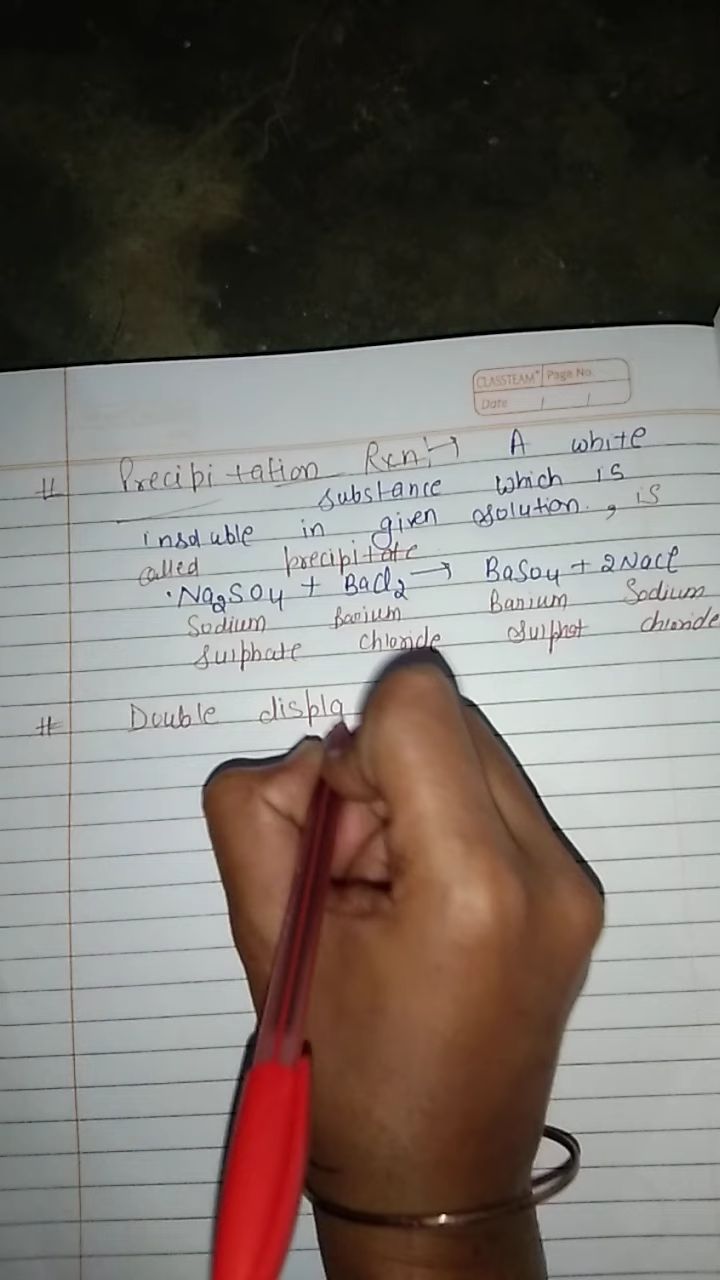 CLASSTEAM Page No.
Date / /
# Precipitation Rxn:→ A white
substance which is
insoluble in given solution, is
called precipitate
Na2SO4 + BaCl2 → BaSO4 + 2NaCl
Sodium Barium Barium Sodium
Sulphate chloride Sulphat chloride
# Double displa